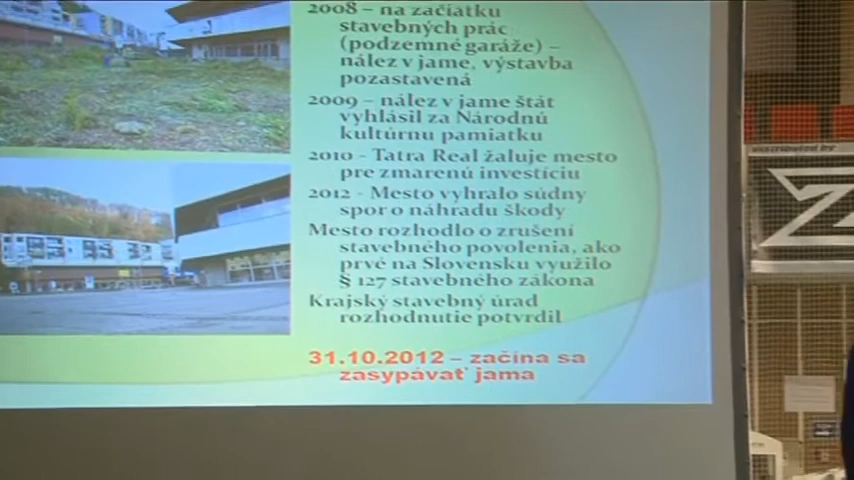 2008 – na začiatku
stavebných prác
(podzemné garáže) –
nález v jame, výstavba
pozastavená
2009 – nález v jame štát
vyhlásil za Národnú
kultúrnu pamiatku
2010 - Tatra Real žaluje mesto
pre zmarenú investíciu
2012 - Mesto vyhralo súdny
spor o náhradu škody
Mesto rozhodlo o zrušení
stavebného povolenia, ako
prvé na Slovensku využilo
§ 127 stavebného zákona
Krajský stavebný úrad
rozhodnutie potvrdil
31.10.2012 – začína sa
zasypávať jama